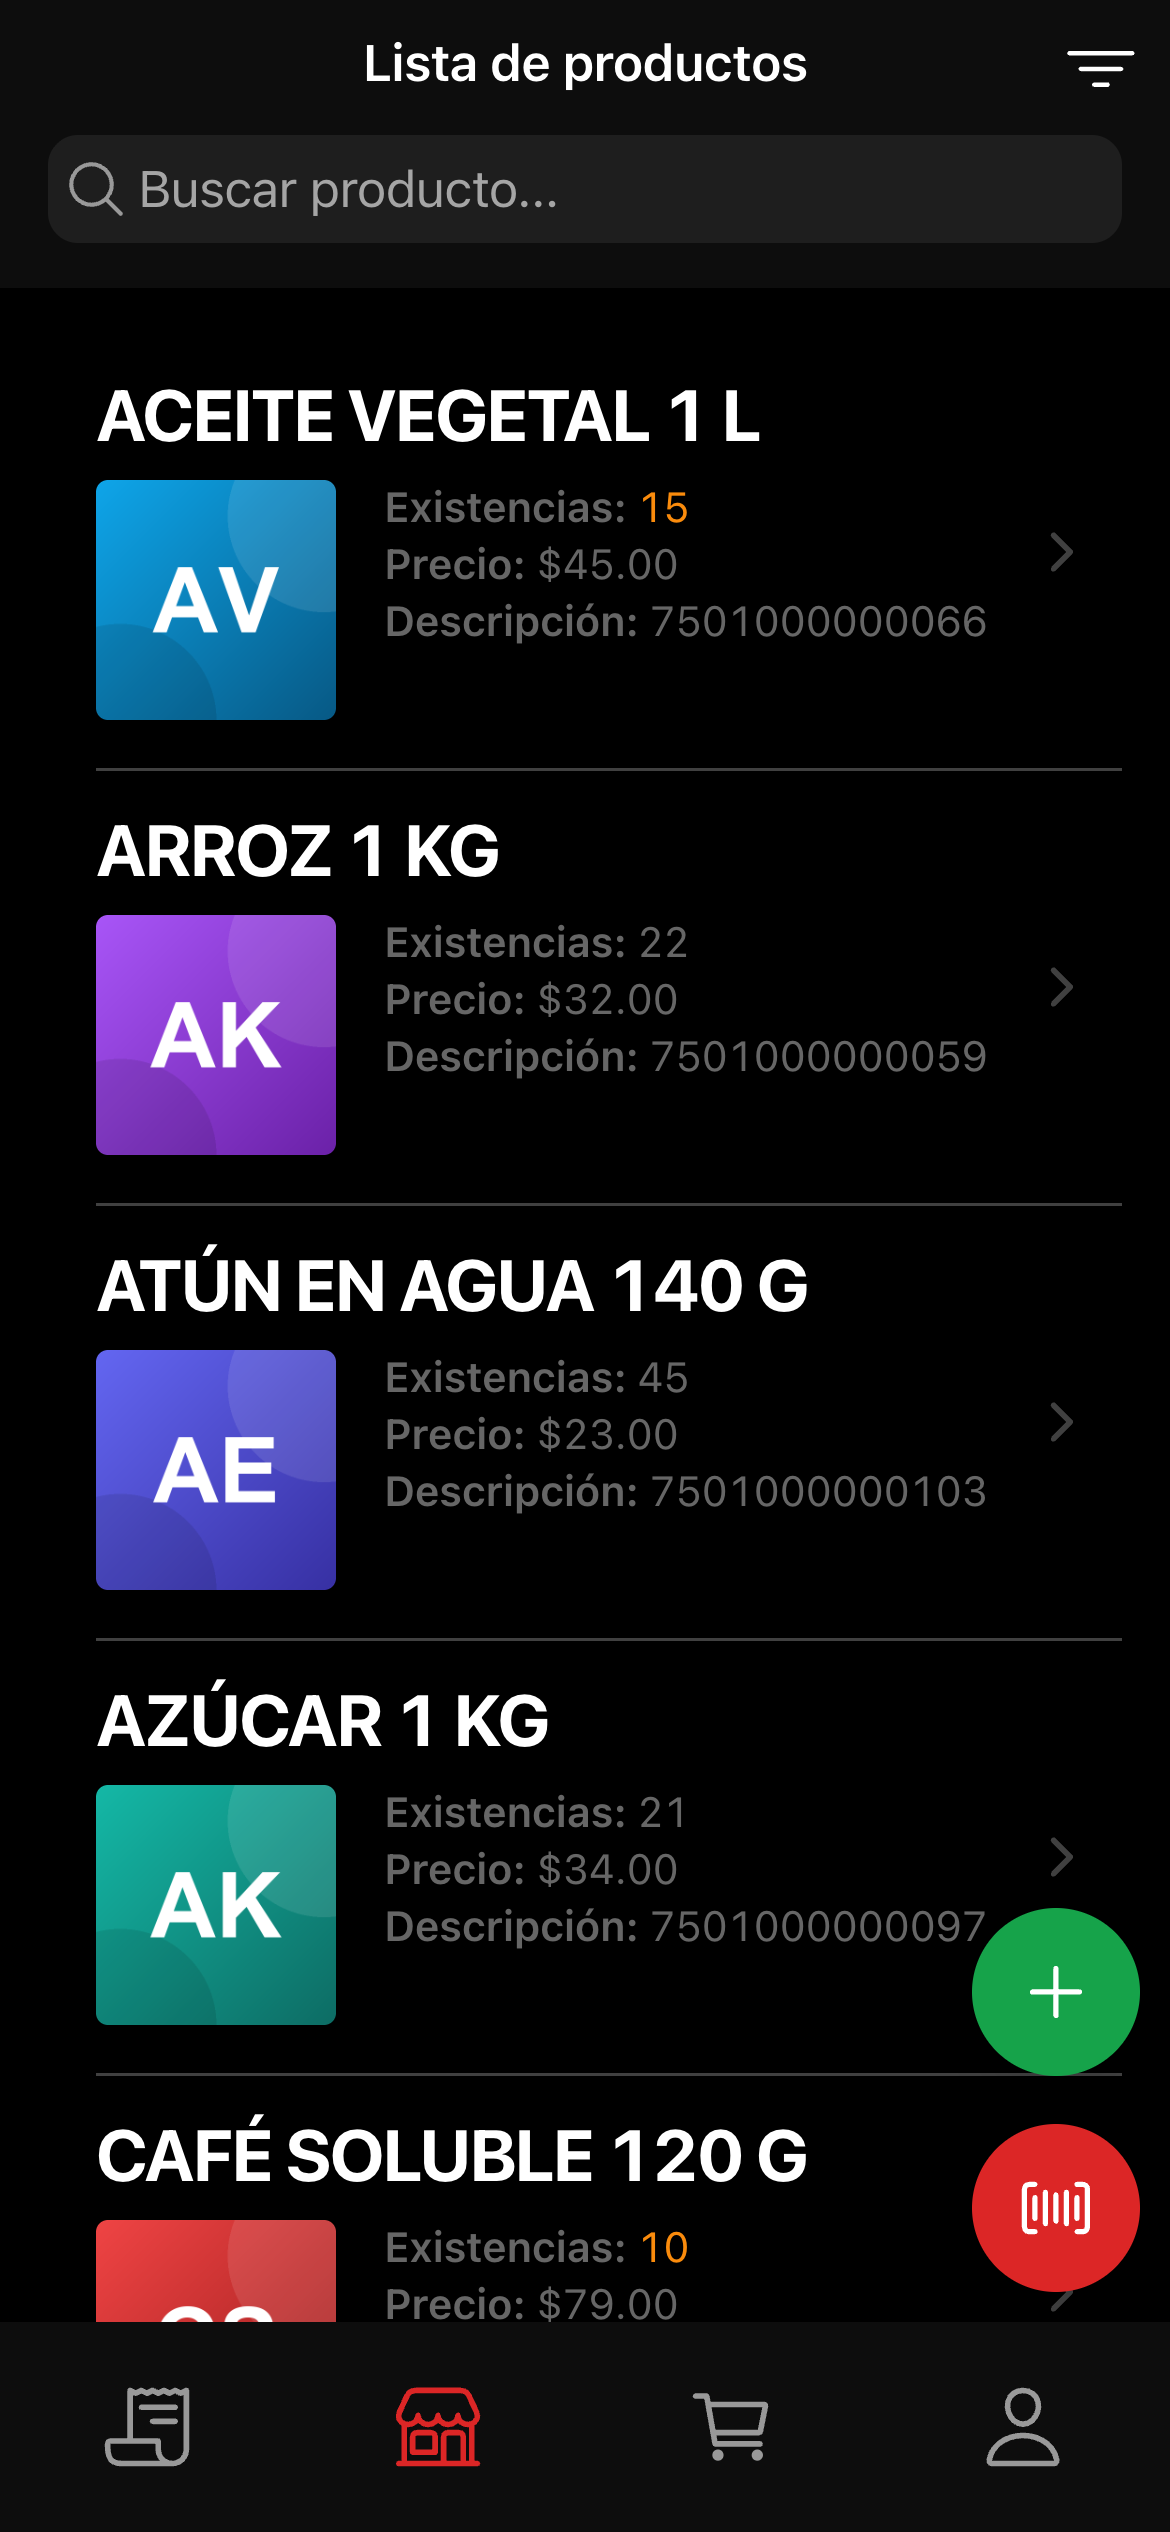 Lista de productos
Buscar producto...
ACEITE VEGETAL 1 L
AV
Existencias: 15
Precio: $45.00
Descripción: 7501000000066
ARROZ 1 KG
AK
Existencias: 22
Precio: $32.00
Descripción: 7501000000059
ATÚN EN AGUA 140 G
AE
Existencias: 45
Precio: $23.00
Descripción: 7501000000103
AZÚCAR 1 KG
AK
Existencias: 21
Precio: $34.00
Descripción: 7501000000097
CAFÉ SOLUBLE 120 G
Existencias: 10
Precio: $79.00